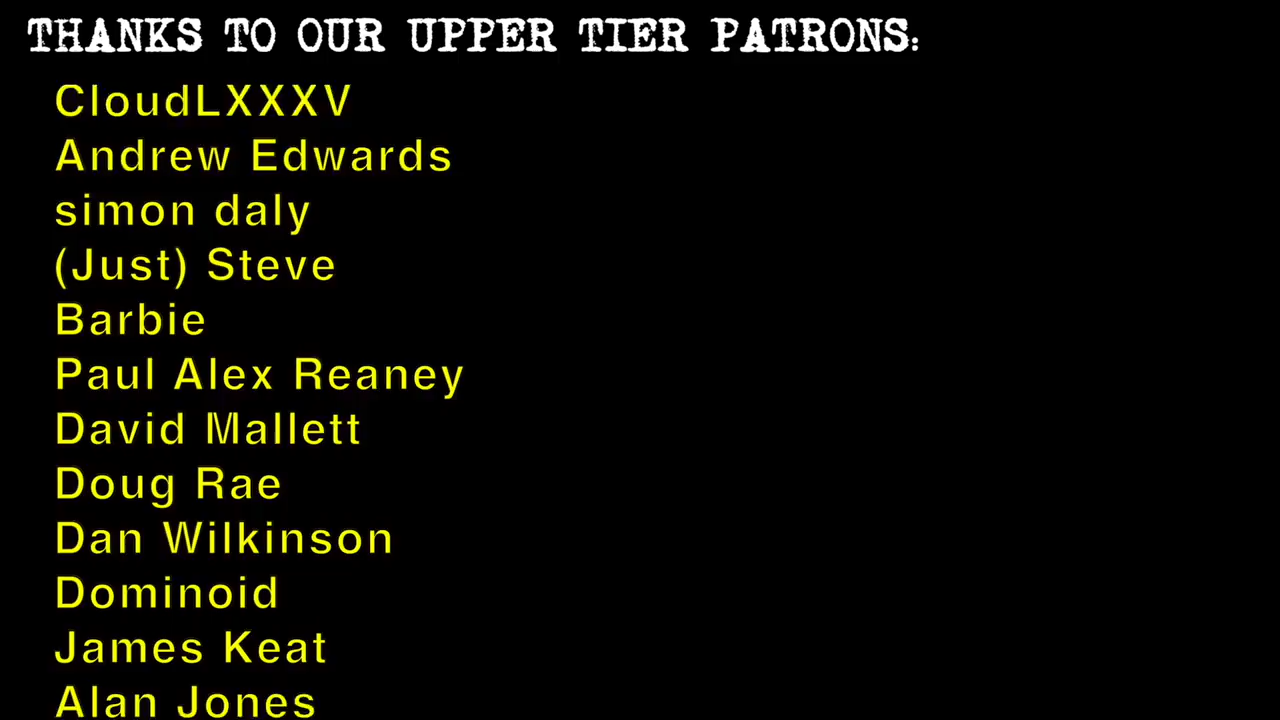 THANKS TO OUR UPPER TIER PATRONS:
CloudLXXXV
Andrew Edwards
simon daly
(Just) Steve
Barbie
Paul Alex Reaney
David Mallett
Doug Rae
Dan Wilkinson
Dominoid
James Keat
Alan Jones